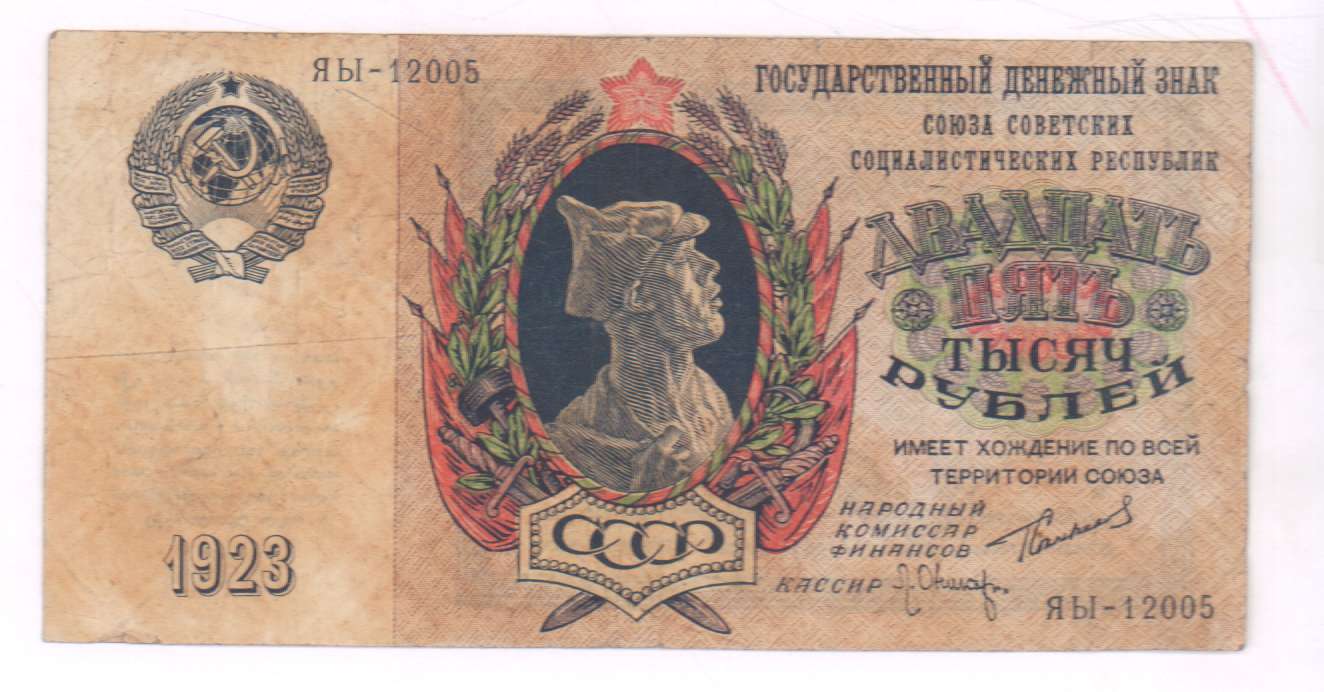 ЯЫ-12005
ГОСУДАРСТВЕННЫЙ ДЕНЕЖНЫЙ ЗНАК
СОЮЗА СОВЕТСКИХ
СОЦИАЛИСТИЧЕСКИХ РЕСПУБЛИК
ДВАДЦАТЬ
ПЯТЬ
ТЫСЯЧ
РУБЛЕЙ
ИМЕЕТ ХОЖДЕНИЕ ПО ВСЕЙ
ТЕРРИТОРИИ СОЮЗА
НАРОДНЫЙ
КОМИССАР
ФИНАНСОВ
КАССИР
ЯЫ-12005
СССР
1923